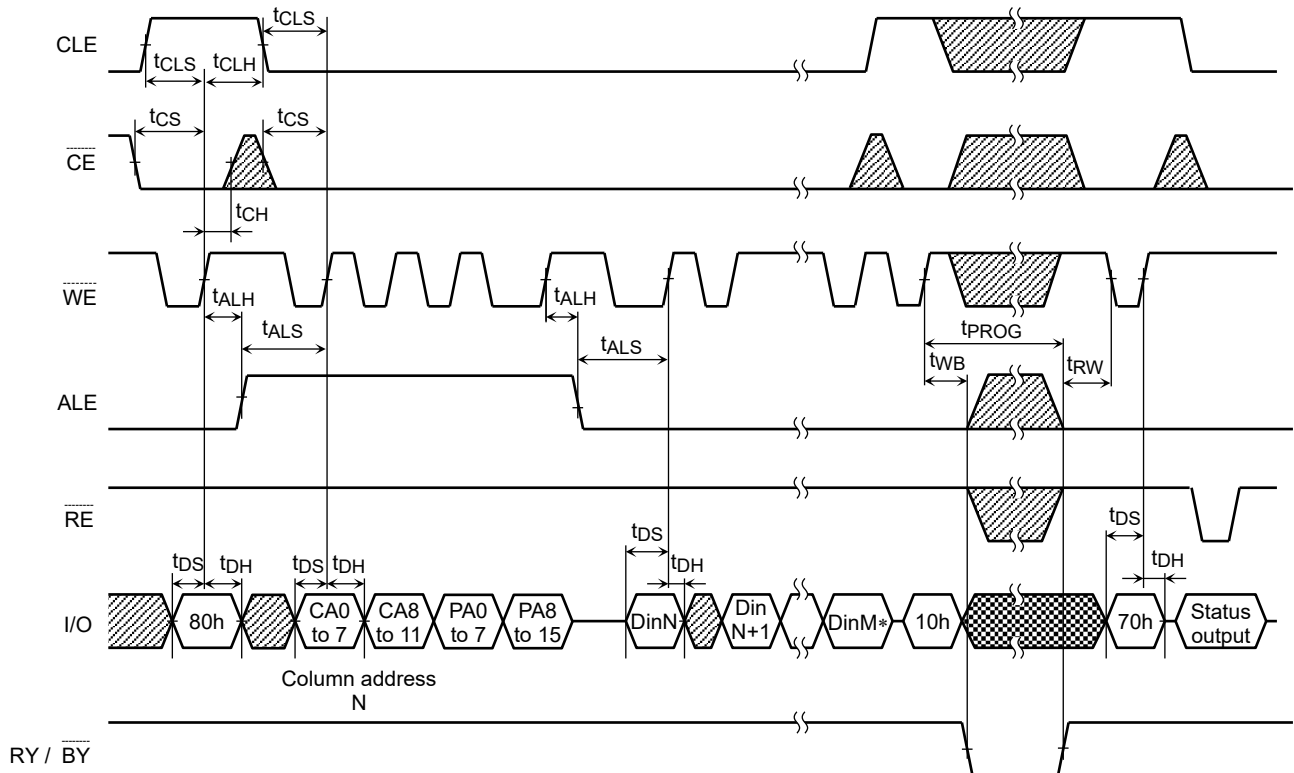 CLE
tCLS
tCLS
tCLH
CE
tCS
tCS
tCH
WE
tALH
tALS
tALH
tALS
tPROG
tWB
tRW
ALE
RE
tDS
tDH
tDS
tDH
tDS
tDH
tDS
tDH
I/O
80h
CA0
to 7
CA8
to 11
PA0
to 7
PA8
to 15
DinN
Din
N+1
DinM*
10h
70h
Status
output
Column address
N
RY / BY